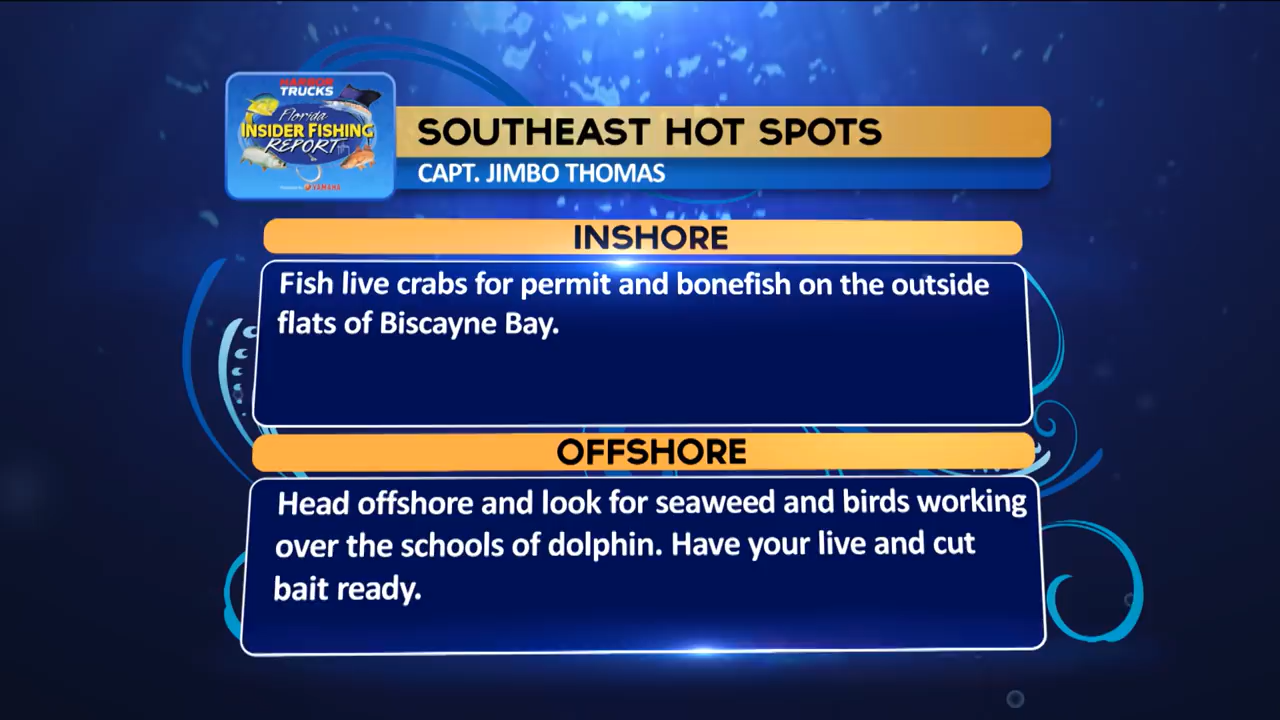 HARBOR
TRUCKS
Florida
INSIDER FISHING
REPORT
YAMAHA
SOUTHEAST HOT SPOTS
CAPT. JIMBO THOMAS
INSHORE
Fish live crabs for permit and bonefish on the outside
flats of Biscayne Bay.
OFFSHORE
Head offshore and look for seaweed and birds working
over the schools of dolphin. Have your live and cut
bait ready.